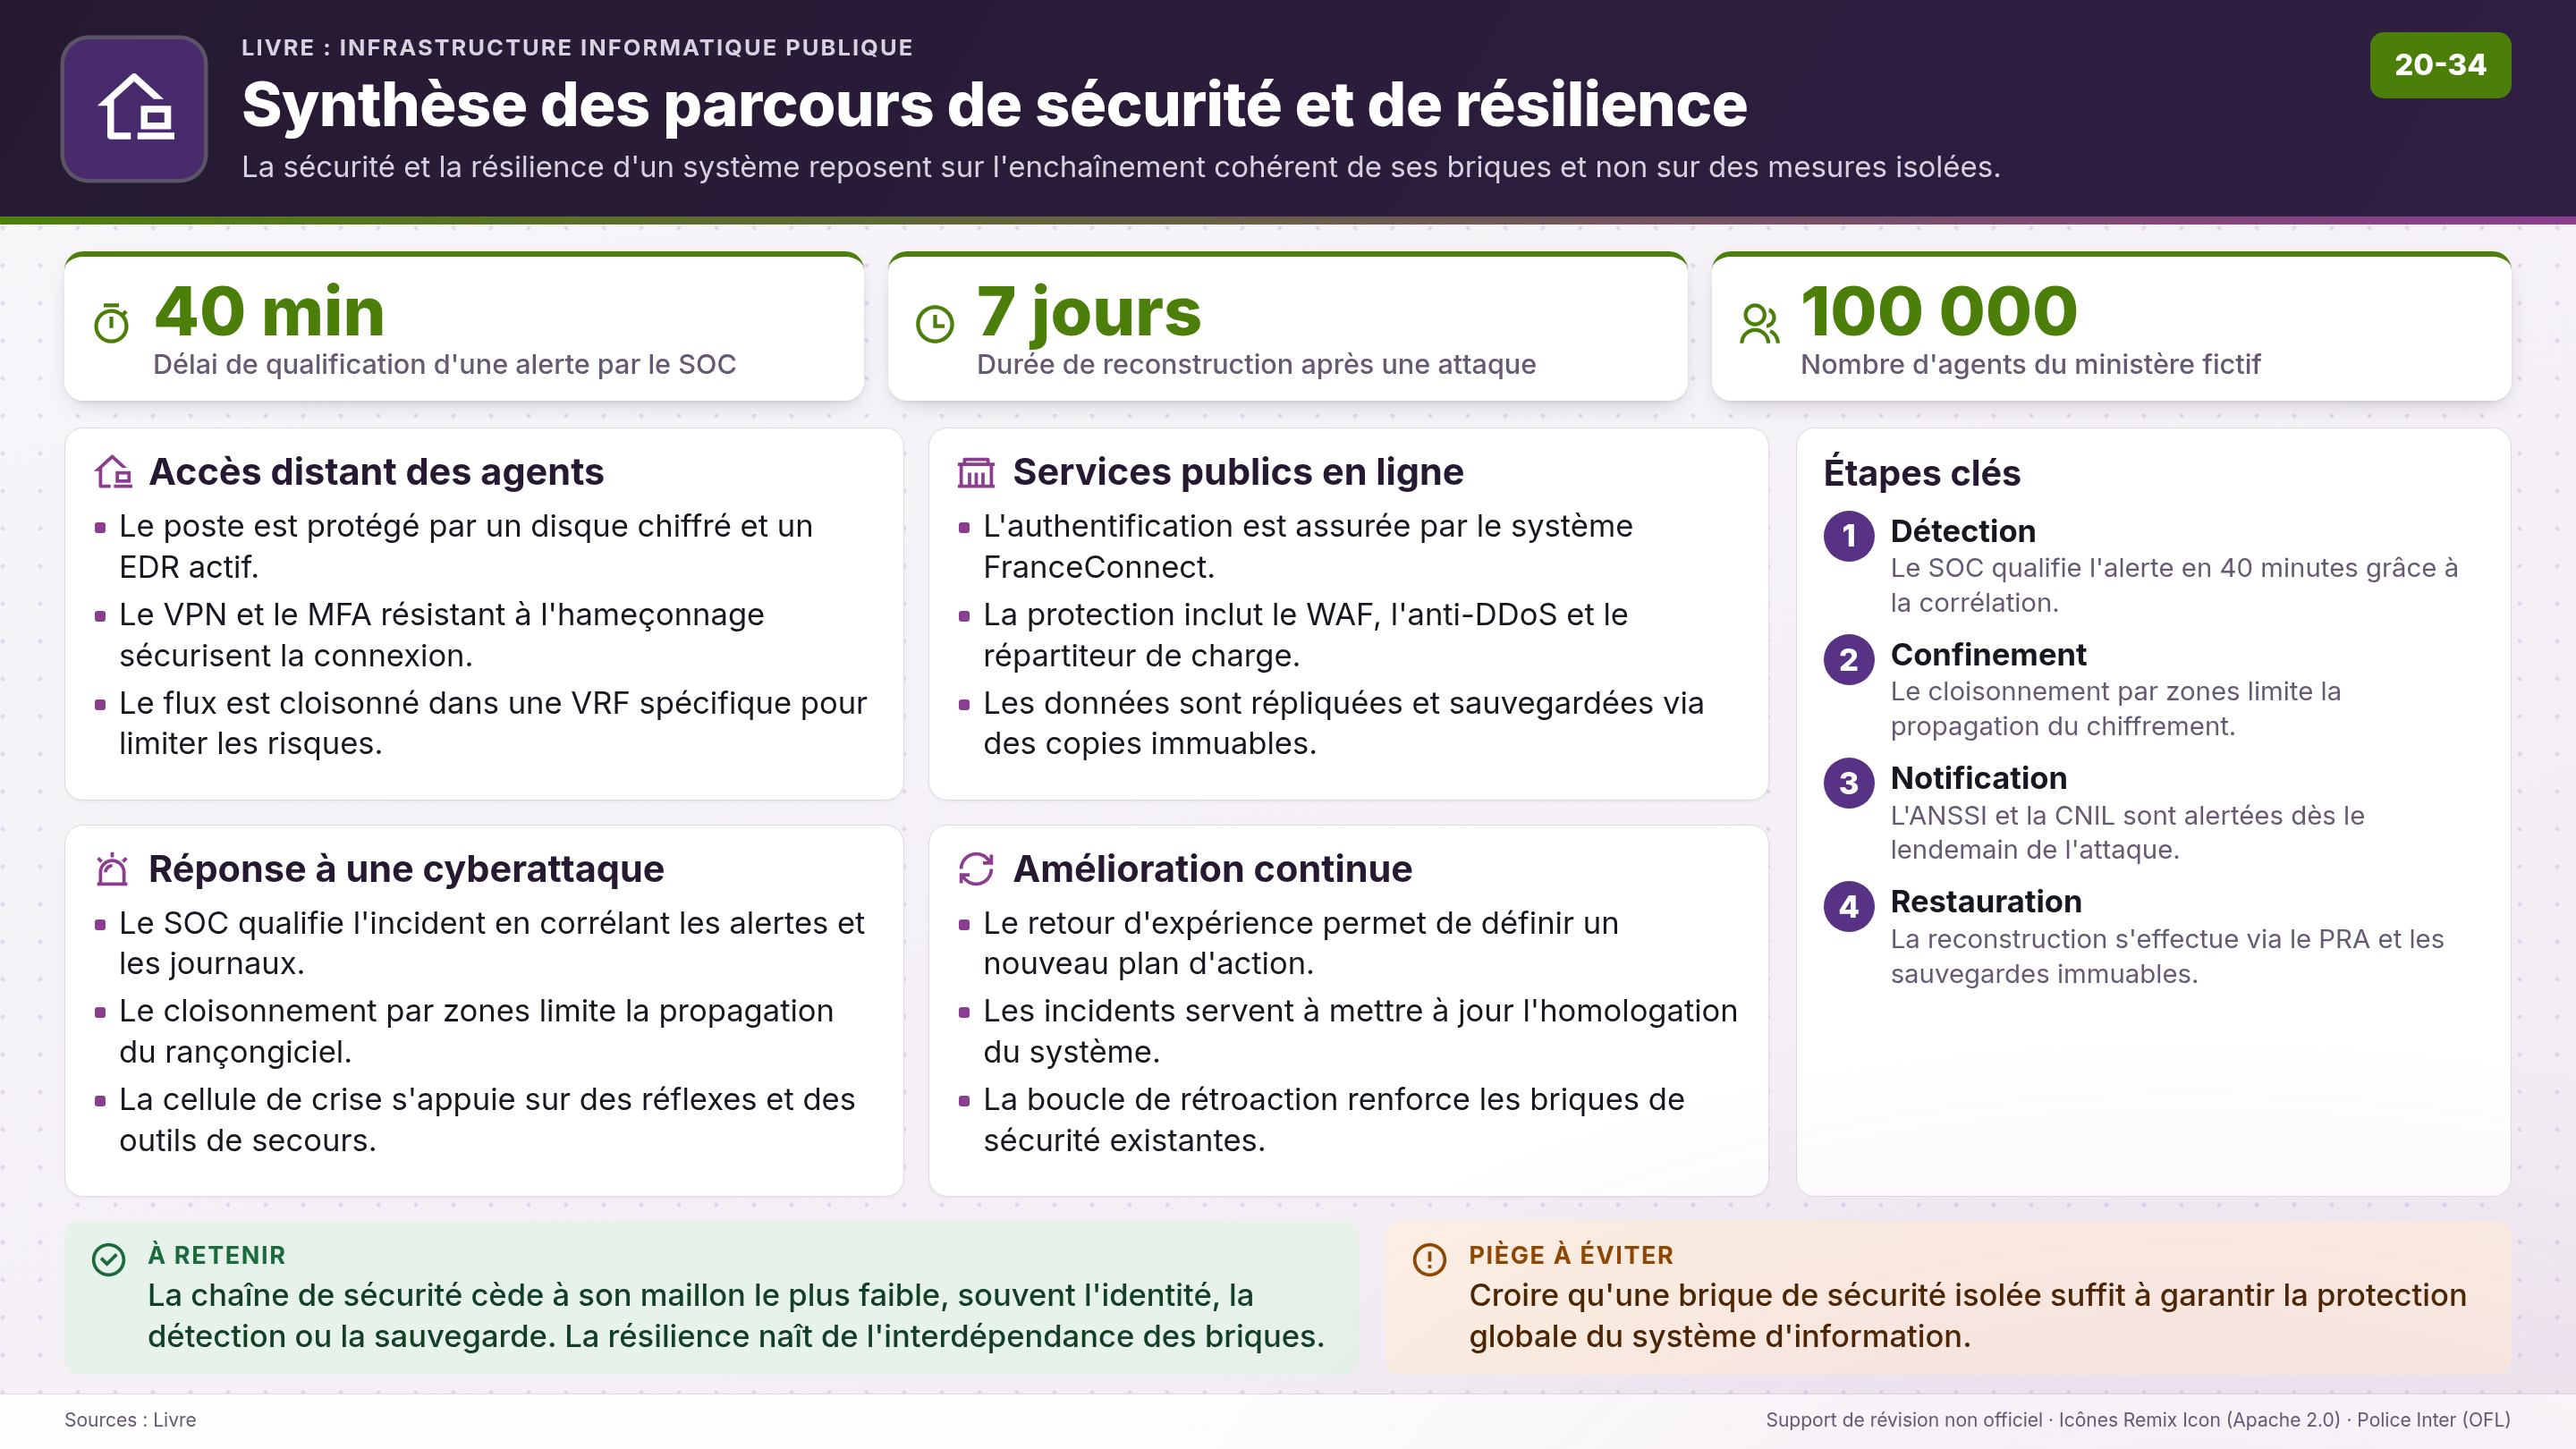 LIVRE : INFRASTRUCTURE INFORMATIQUE PUBLIQUE
Synthèse des parcours de sécurité et de résilience
La sécurité et la résilience d'un système reposent sur l'enchaînement cohérent de ses briques et non sur des mesures isolées.
20-34
40 min
Délai de qualification d'une alerte par le SOC
7 jours
Durée de reconstruction après une attaque
100 000
Nombre d'agents du ministère fictif
Accès distant des agents
Le poste est protégé par un disque chiffré et un
EDR actif.
Le VPN et le MFA résistant à l'hameçonnage
sécurisent la connexion.
Le flux est cloisonné dans une VRF spécifique pour
limiter les risques.
Services publics en ligne
L'authentification est assurée par le système
FranceConnect.
La protection inclut le WAF, l'anti-DDoS et le
répartiteur de charge.
Les données sont répliquées et sauvegardées via
des copies immuables.
Réponse à une cyberattaque
Le SOC qualifie l'incident en corrélant les alertes et
les journaux.
Le cloisonnement par zones limite la propagation
du rançongiciel.
La cellule de crise s'appuie sur des réflexes et des
outils de secours.
Amélioration continue
Le retour d'expérience permet de définir un
nouveau plan d'action.
Les incidents servent à mettre à jour l'homologation
du système.
La boucle de rétroaction renforce les briques de
sécurité existantes.
Étapes clés
1 Détection
Le SOC qualifie l'alerte en 40 minutes grâce à
la corrélation.
2 Confinement
Le cloisonnement par zones limite la
propagation du chiffrement.
3 Notification
L'ANSSI et la CNIL sont alertées dès le
lendemain de l'attaque.
4 Restauration
La reconstruction s'effectue via le PRA et les
sauvegardes immuables.
À RETENIR
La chaîne de sécurité cède à son maillon le plus faible, souvent l'identité, la
détection ou la sauvegarde. La résilience naît de l'interdépendance des briques.
PIÈGE À ÉVITER
Croire qu'une brique de sécurité isolée suffit à garantir la protection
globale du système d'information.
Sources : Livre
Support de révision non officiel · Icônes Remix Icon (Apache 2.0) · Police Inter (OFL)